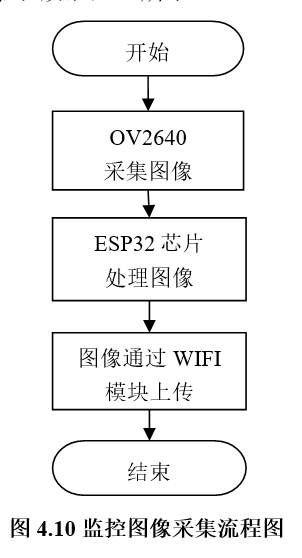 开始
OV2640
采集图像
ESP32 芯片
处理图像
图像通过 WIFI
模块上传
结束
图 4.10 监控图像采集流程图